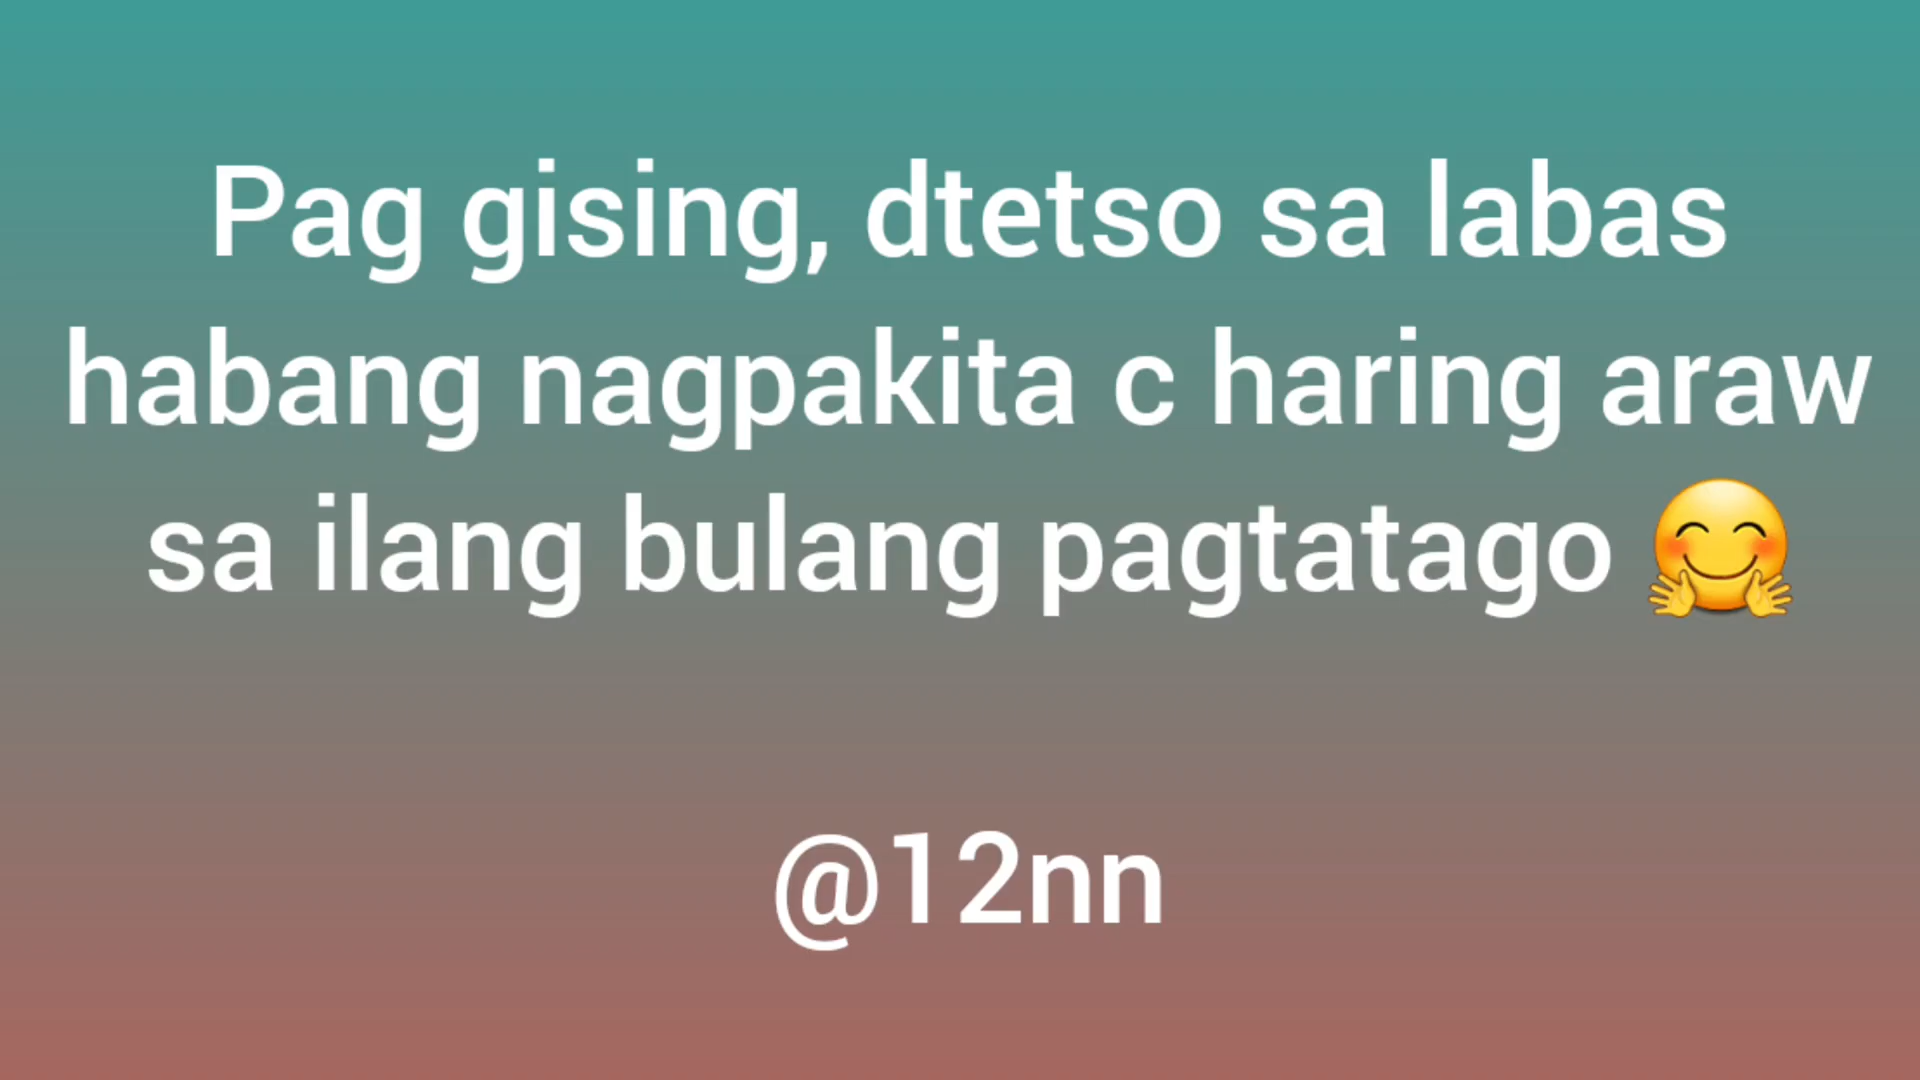 Pag gising, dtetso sa labas
habang nagpakita c haring araw
sa ilang bulang pagtatago 🤗
@12nn